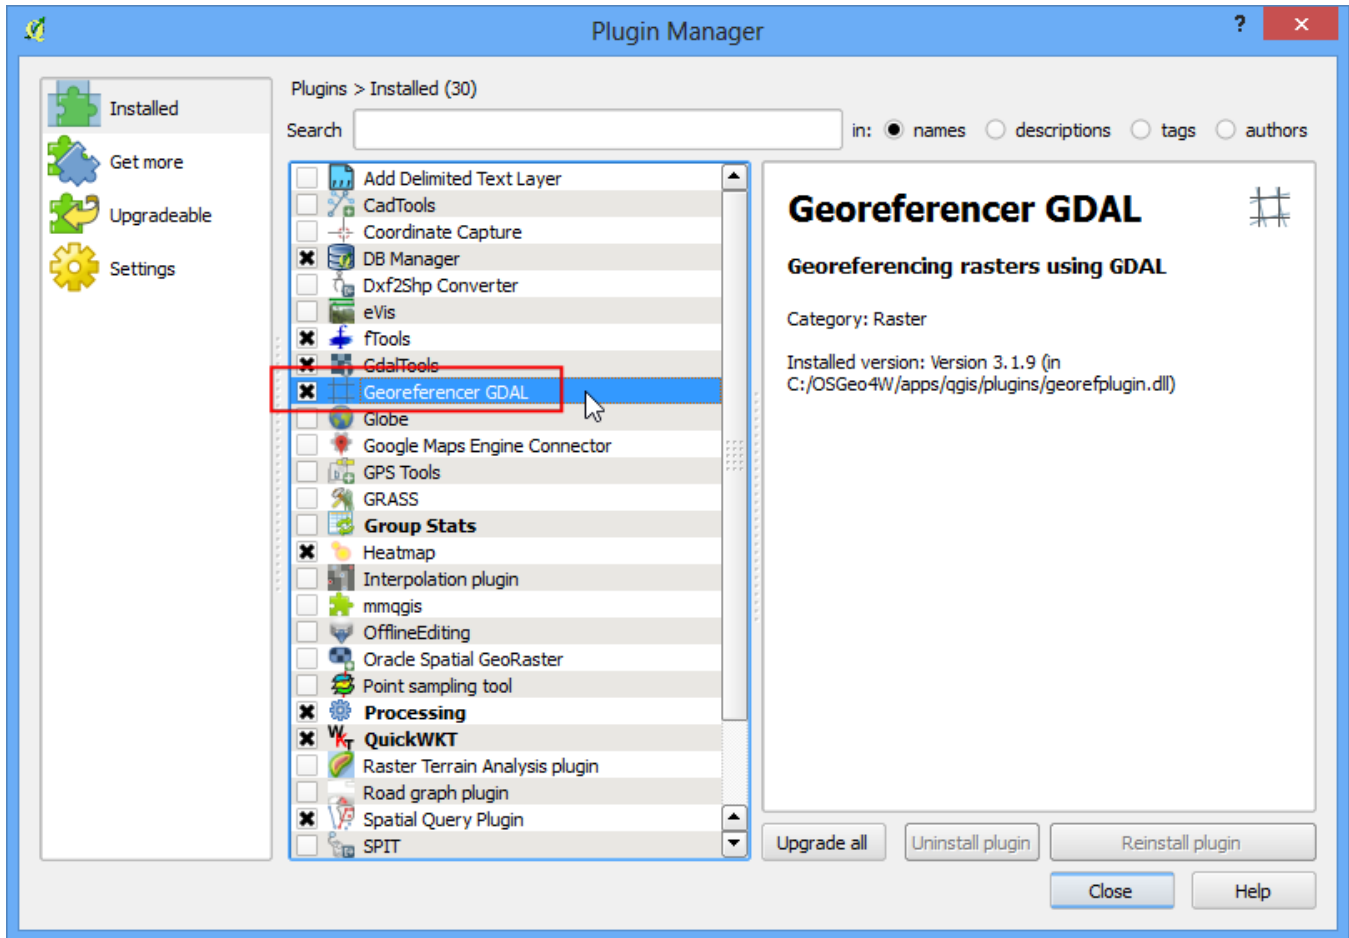 Plugin Manager
?
Installed
Get more
Upgradeable
Settings
Plugins > Installed (30)
Search
in: names descriptions tags authors
Add Delimited Text Layer
CadTools
Coordinate Capture
DB Manager
Dxf2Shp Converter
eVis
fTools
GdalTools
Georeferencer GDAL
Globe
Google Maps Engine Connector
GPS Tools
GRASS
Group Stats
Heatmap
Interpolation plugin
mmqgis
OfflineEditing
Oracle Spatial GeoRaster
Point sampling tool
Processing
WKT QuickWKT
Raster Terrain Analysis plugin
Road graph plugin
Spatial Query Plugin
SPIT
Georeferencer GDAL
Georeferencing rasters using GDAL
Category: Raster
Installed version: Version 3.1.9 (in
C:/OSGeo4W/apps/qgis/plugins/georefplugin.dll)
Upgrade all
Uninstall plugin
Reinstall plugin
Close
Help